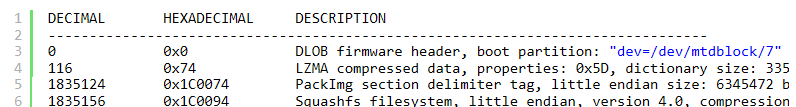 1 DECIMAL HEXADECIMAL DESCRIPTION
2 --------------------------------------------------------------------------------
3 0 0x0 DLOB firmware header, boot partition: "dev=/dev/mtdblock/7"
4 116 0x74 LZMA compressed data, properties: 0x5D, dictionary size: 335
5 1835124 0x1C0074 PackImg section delimiter tag, little endian size: 6345472 b
6 1835156 0x1C0094 Squashfs filesystem, little endian, version 4.0, compression